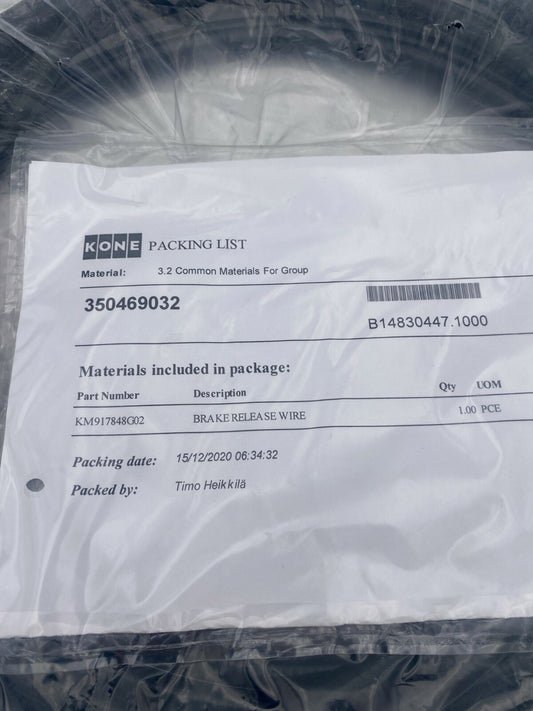 KONE PACKING LIST
Material: 3.2 Common Materials For Group
350469032
B14830447.1000
Materials included in package:
Part Number Description Qty UOM
KM917848G02 BRAKE RELEASE WIRE 1.00 PCE
Packing date: 15/12/2020 06:34:32
Packed by: Timo Heikkilä